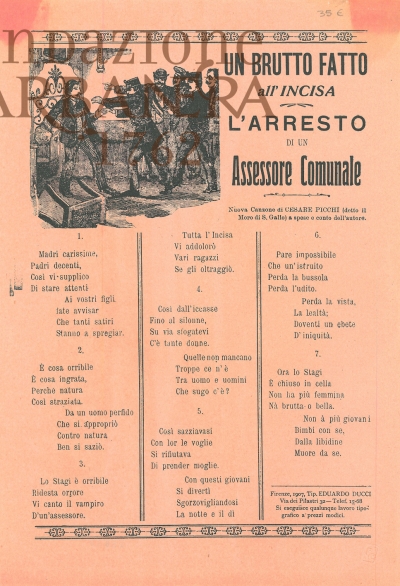 35 €
Fondazione
BARBANERA
1762
UN BRUTTO FATTO
all'INCISA
L'ARRESTO
DI UN
Assessore Comunale
Nuova Canzone di CESARE PICCHI (detto il
Moro di S. Gallo) a spese e conto dell'autore.
1.
Madri carissime,
Padri decenti,
Così vi supplico
Di stare attenti
Ai vostri figli,
fate avvisar
Che tanti satiri
Stanno a spregiar.
2.
È cosa orribile
È cosa ingrata,
Perchè natura
Così straziata.
Da un uomo perfido
Che si appropriò
Contro natura
Ben si saziò.
3.
Lo Stagi è orribile
Ridesta orrore
Vi canto il vampiro
D'un'assessore.
Tutta l'Incisa
Vi addolorò
Vari ragazzi
Se gli oltraggiò.
4.
Così dall'iccasse
Fino al silonne,
Su via sfogatevi
C'è tante donne.
Quelle non mancano
Troppe ce n'è
Tra uomo e uomini
Che sugo c'è?
5.
Così sazziavasi
Con lor le voglie
Si rifiutava
Di prender moglie.
Con questi giovani
Si divertì
Sgorzovigliandosi
La notte e il dì
6.
Pare impossibile
Che un'istruito
Perda la bussola
Perda l'udito.
Perda la vista,
La lealtà;
Doventi un ebete
D'iniquità.
7.
Ora lo Stagi
È chiuso in cella
Non ha più femmina
Nà brutta o bella.
Non à più giovani
Bimbi con se,
Dalla libidine
Muore da se.
Firenze, 1907, Tip. EDUARDO DUCCI
Via dei Pilastri 32—Telef. 15-68
Si eseguisce qualunque lavoro tipo-
grafico a prezzi modici.